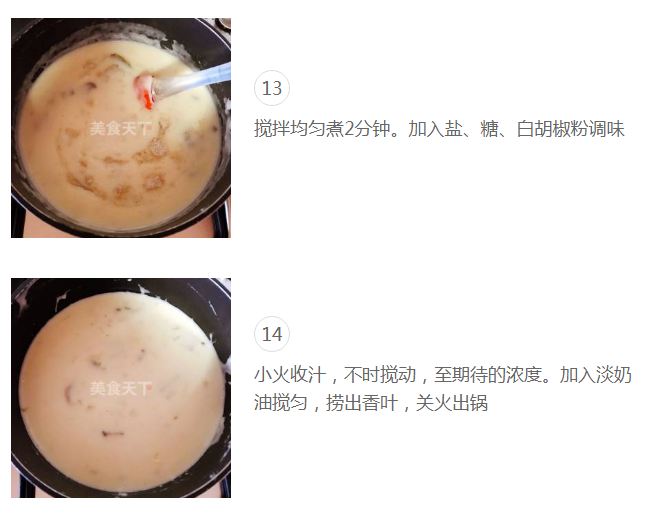 美食天下
13
搅拌均匀煮2分钟。加入盐、糖、白胡椒粉调味
美食天下
14
小火收汁，不时搅动，至期待的浓度。加入淡奶
油搅匀，捞出香叶，关火出锅